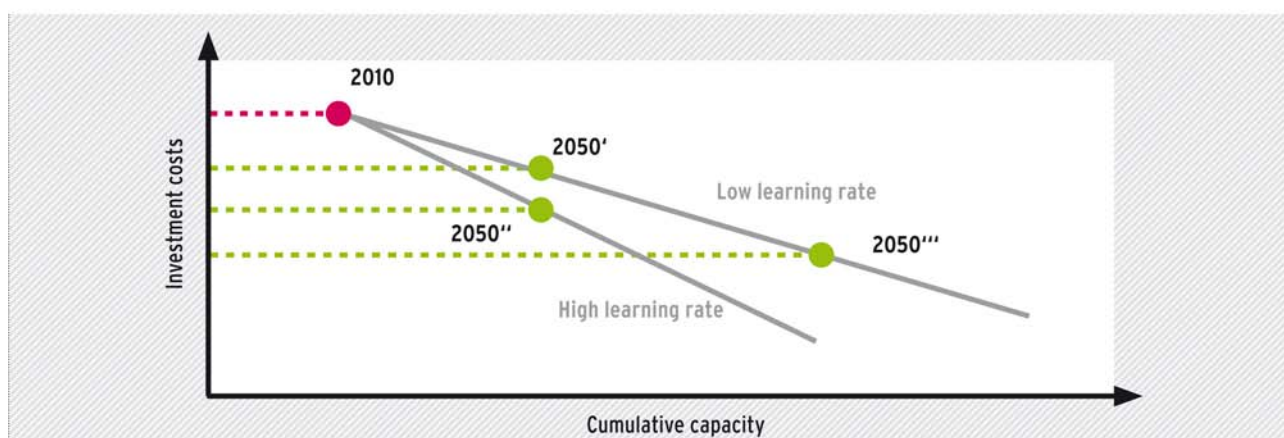 2010
2050‘
Low learning rate
2050‘‘
2050‘‘‘
High learning rate
Investment costs
Cumulative capacity